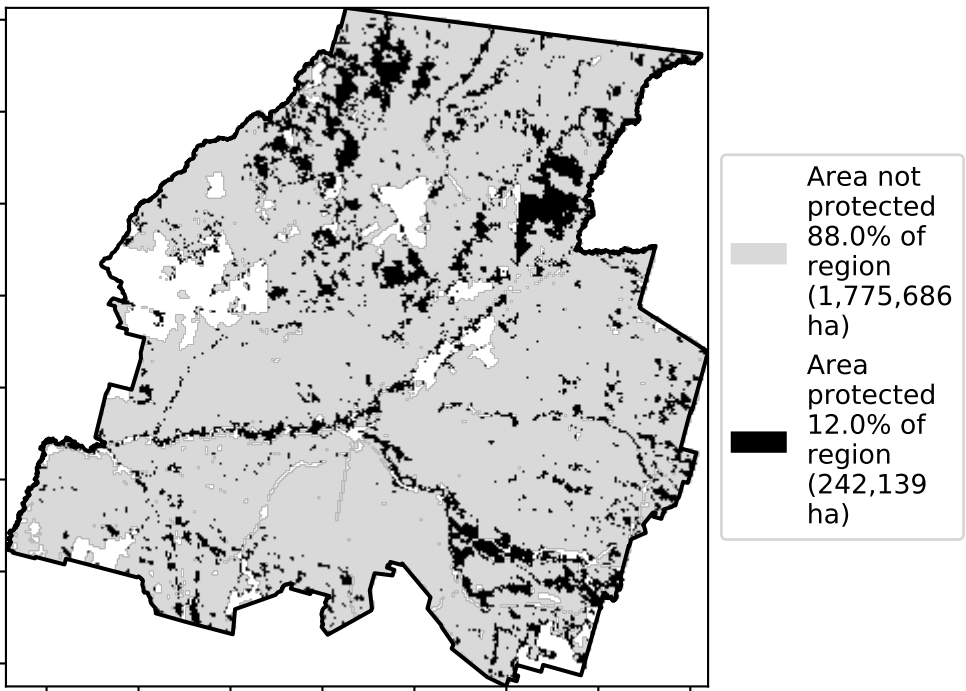 Area not
protected
88.0% of
region
(1,775,686
ha)
Area
protected
12.0% of
region
(242,139
ha)